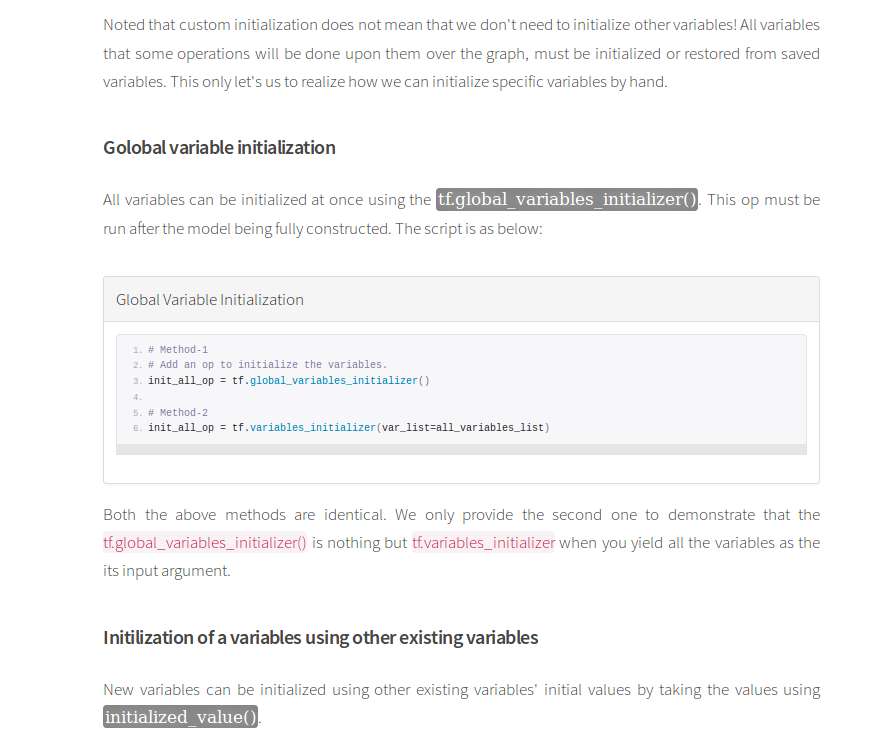 Noted that custom initialization does not mean that we don't need to initialize other variables! All variables
that some operations will be done upon them over the graph, must be initialized or restored from saved
variables. This only let's us to realize how we can initialize specific variables by hand.
Golobal variable initialization
All variables can be initialized at once using the tf.global_variables_initializer(). This op must be
run after the model being fully constructed. The script is as below:
Global Variable Initialization
1. # Method-1
2. # Add an op to initialize the variables.
3. init_all_op = tf.global_variables_initializer()
4.
5. # Method-2
6. init_all_op = tf.variables_initializer(var_list=all_variables_list)
Both the above methods are identical. We only provide the second one to demonstrate that the
tf.global_variables_initializer() is nothing but tf.variables_initializer when you yield all the variables as the
its input argument.
Initilization of a variables using other existing variables
New variables can be initialized using other existing variables' initial values by taking the values using
initialized_value().